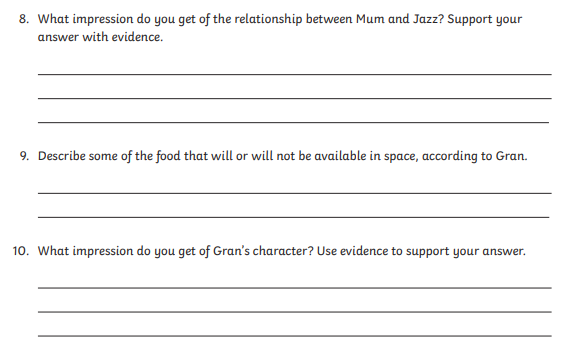 8. What impression do you get of the relationship between Mum and Jazz? Support your
answer with evidence.
9. Describe some of the food that will or will not be available in space, according to Gran.
10. What impression do you get of Gran's character? Use evidence to support your answer.